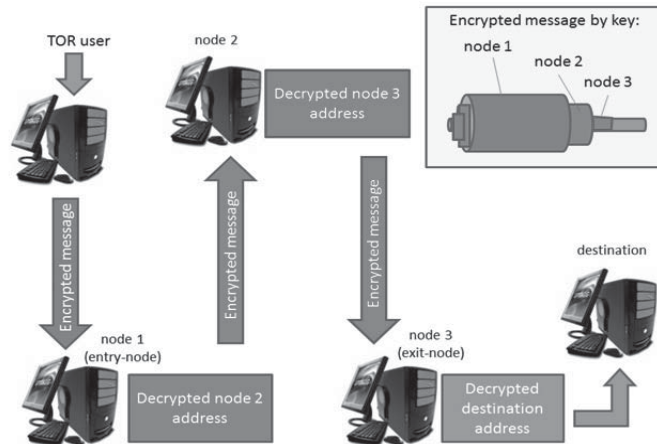 TOR user
node 2
Decrypted node 3
address
Encrypted message by key:
node 1
node 2
node 3
Encrypted message
Encrypted message
Encrypted message
destination
node 1
(entry-node)
Decrypted node 2
address
node 3
(exit-node)
Decrypted
destination
address